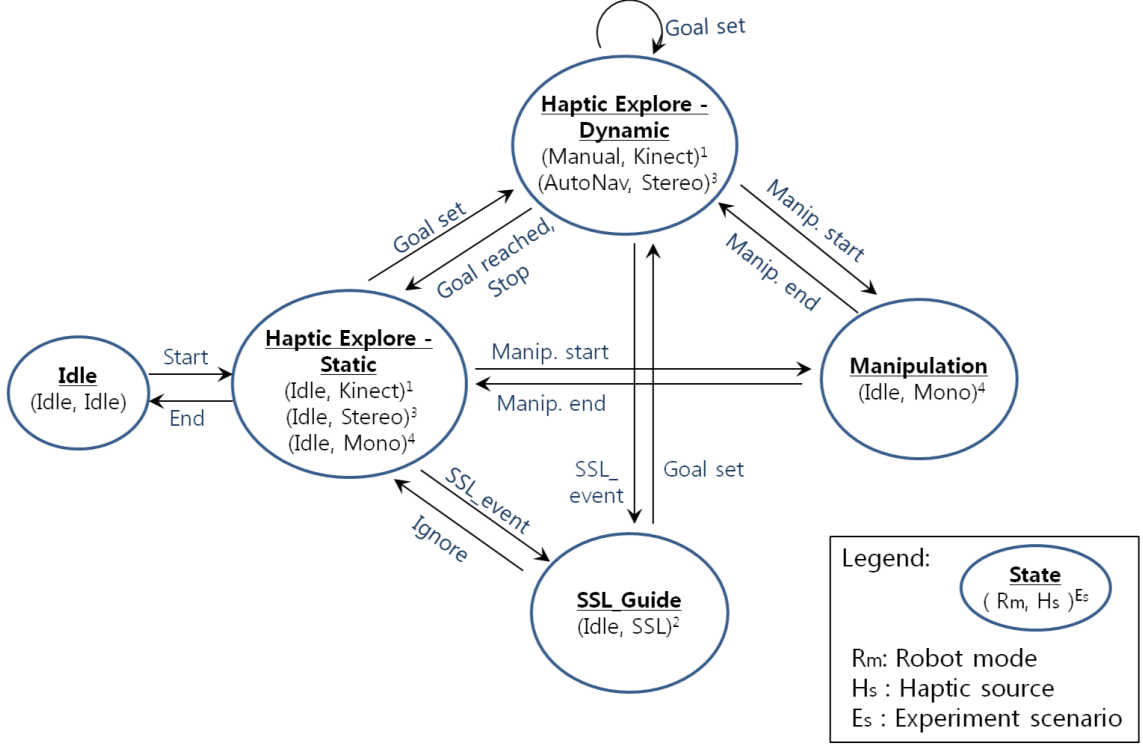 Goal set
Haptic Explore -
Dynamic
(Manual, Kinect)¹
(AutoNav, Stereo)³
Goal set
Goal reached,
Stop
Manip. start
Manip. end
Haptic Explore -
Static
(Idle, Kinect)¹
(Idle, Stereo)³
(Idle, Mono)⁴
Start
End
Idle
(Idle, Idle)
Manip. start
Manip. end
Manipulation
(Idle, Mono)⁴
SSL_
event
Goal set
SSL_event
Ignore
SSL_Guide
(Idle, SSL)²
Legend:
State
( Rm, Hs )Es
Rm: Robot mode
Hs : Haptic source
Es : Experiment scenario